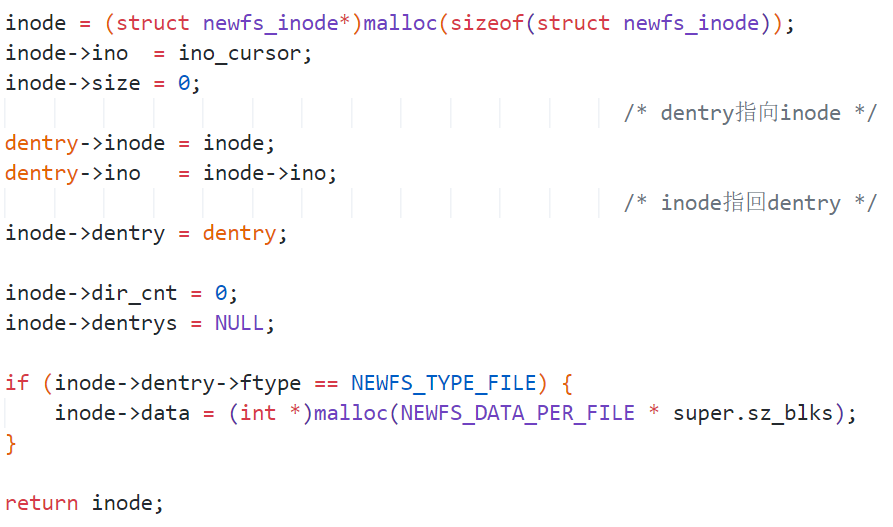 inode = (struct newfs_inode*)malloc(sizeof(struct newfs_inode));
inode->ino  = ino_cursor;
inode->size = 0;
/* dentry指向inode */
dentry->inode = inode;
dentry->ino   = inode->ino;
/* inode指回dentry */
inode->dentry = dentry;
inode->dir_cnt = 0;
inode->dentrys = NULL;
if (inode->dentry->ftype == NEWFS_TYPE_FILE) {
    inode->data = (int *)malloc(NEWFS_DATA_PER_FILE * super.sz_blks);
}
return inode;